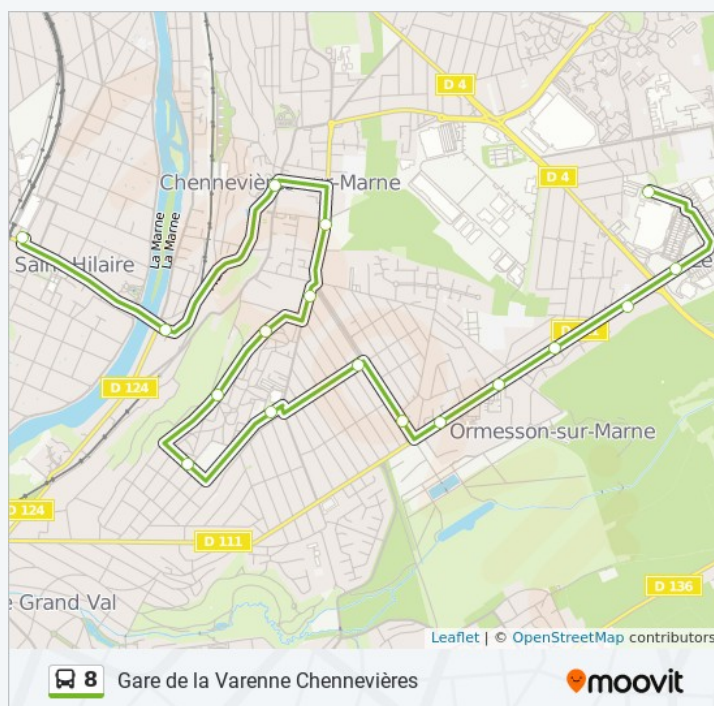 D 4
Chennevières-sur-Marne
D 4
La Marne
La Marne
Saint-Hilaire
D 111
D 124
Ormesson-sur-Marne
D 124
D 111
D 136
e Grand Val
Leaflet | © OpenStreetMap contributors
8 Gare de la Varenne Chennevières
moovit